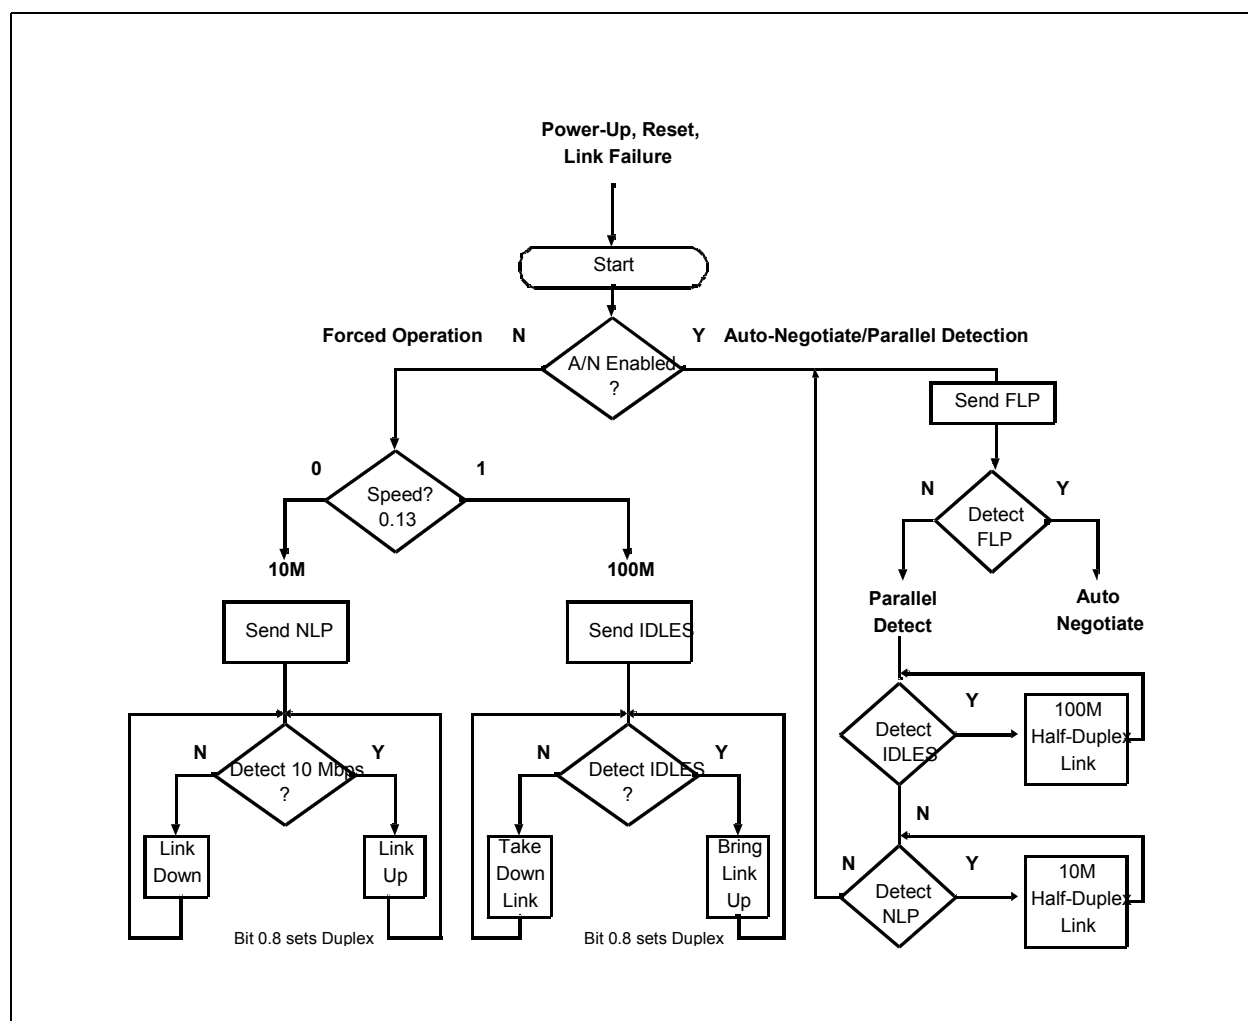 Power-Up, Reset,
Link Failure
Start
Forced Operation
N
Y
Auto-Negotiate/Parallel Detection
A/N Enabled
?
Send FLP
0
1
Speed?
0.13
N
Y
Detect
FLP
10M
100M
Parallel
Detect
Auto
Negotiate
Send NLP
Send IDLES
N
Y
Detect 10 Mbps
?
N
Y
Detect IDLES
?
Y
Detect
IDLES
100M
Half-Duplex
Link
N
Link
Down
Link
Up
Take
Down
Link
Bring
Link
Up
N
Y
Detect
NLP
10M
Half-Duplex
Link
Bit 0.8 sets Duplex
Bit 0.8 sets Duplex